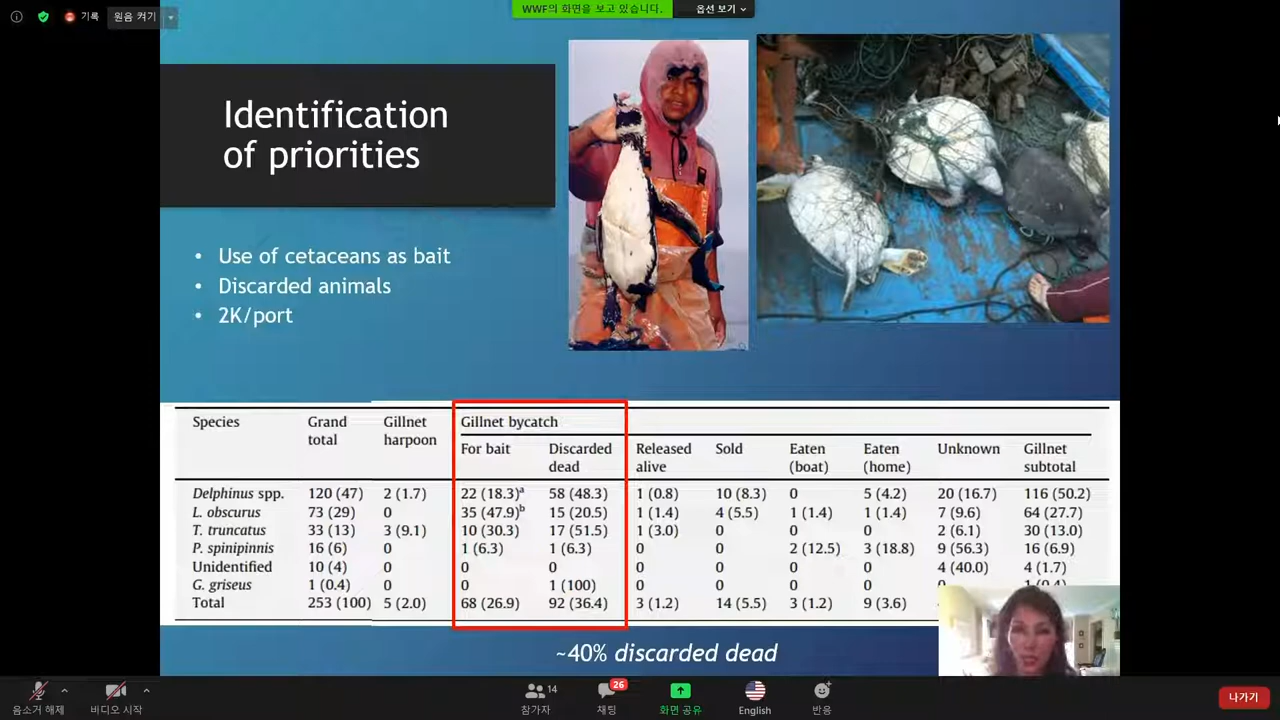 기록
원음 켜기
WWF의 화면을 보고 있습니다.
옵션 보기
Identification
of priorities
• Use of cetaceans as bait
• Discarded animals
• 2K/port
Species Grand total Gillnet harpoon Gillnet bycatch
For bait Discarded dead Released alive Sold Eaten (boat) Eaten (home) Unknown Gillnet subtotal
Delphinus spp. 120 (47) 2 (1.7) 22 (18.3)a 58 (48.3) 1 (0.8) 10 (8.3) 0 5 (4.2) 20 (16.7) 116 (50.2)
L. obscurus 73 (29) 0 35 (47.9)b 15 (20.5) 1 (1.4) 4 (5.5) 1 (1.4) 1 (1.4) 7 (9.6) 64 (27.7)
T. truncatus 33 (13) 3 (9.1) 10 (30.3) 17 (51.5) 1 (3.0) 0 0 0 2 (6.1) 30 (13.0)
P. spinipinnis 16 (6) 0 1 (6.3) 1 (6.3) 0 0 2 (12.5) 3 (18.8) 9 (56.3) 16 (6.9)
Unidentified 10 (4) 0 0 0 0 0 0 0 4 (40.0) 4 (1.7)
G. griseus 1 (0.4) 0 0 1 (100) 0 0 0 0
Total 253 (100) 5 (2.0) 68 (26.9) 92 (36.4) 3 (1.2) 14 (5.5) 3 (1.2) 9 (3.6)
~40% discarded dead
음소거 해제
비디오 시작
14
참가자
26
채팅
화면 공유
English
반응
나가기